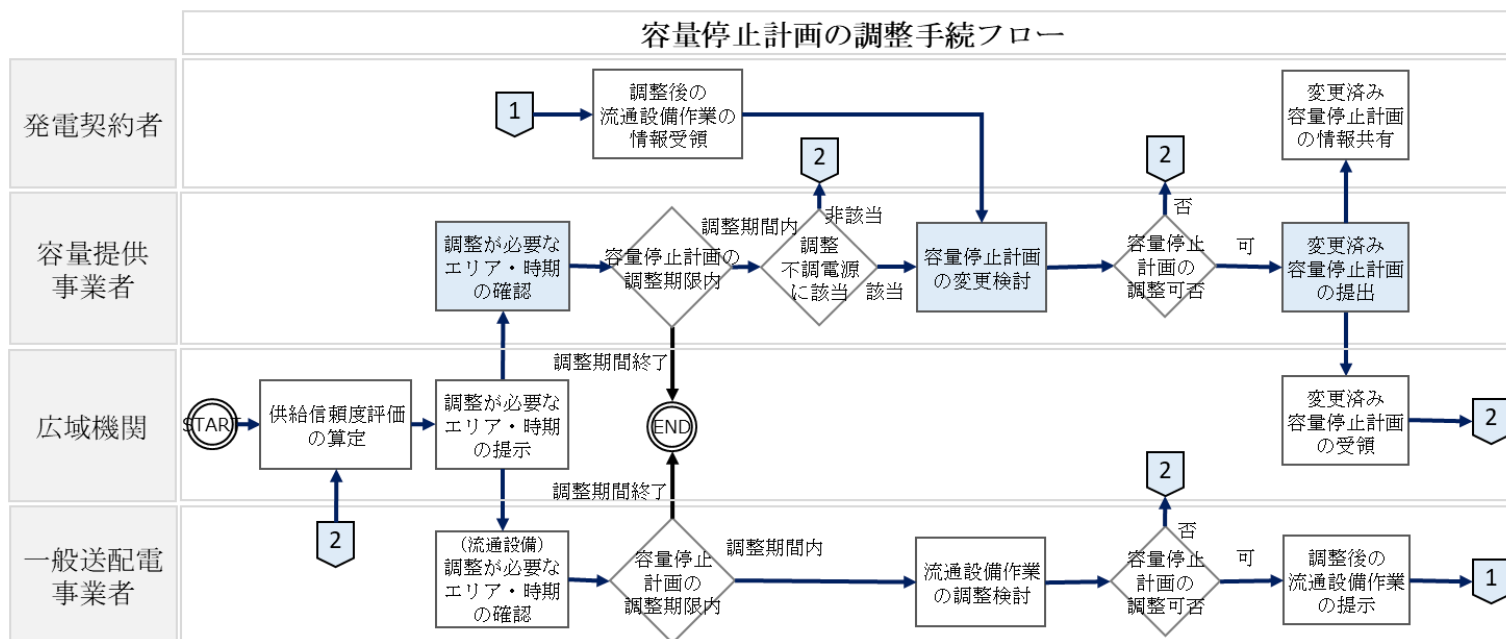 容量停止計画の調整手続フロー
発電契約者
1
調整後の
流通設備作業の
情報受領
2
2
変更済み
容量停止計画
の情報共有
容量提供
事業者
調整が必要な
エリア・時期
の確認
調整期間内
容量停止計画の
調整期限内
非該当
調整
不調電源
に該当
該当
容量停止計画
の変更検討
否
容量停止
計画の
調整可否
可
変更済み
容量停止計画
の提出
調整期間終了
広域機関
START
供給信頼度評価
の算定
調整が必要な
エリア・時期
の提示
END
変更済み
容量停止計画
の受領
2
調整期間終了
2
2
一般送配電
事業者
(流通設備)
調整が必要な
エリア・時期
の確認
容量停止
計画の
調整期限内
調整期間内
流通設備作業
の調整検討
否
容量停止
計画の
調整可否
可
調整後の
流通設備作業
の提示
1